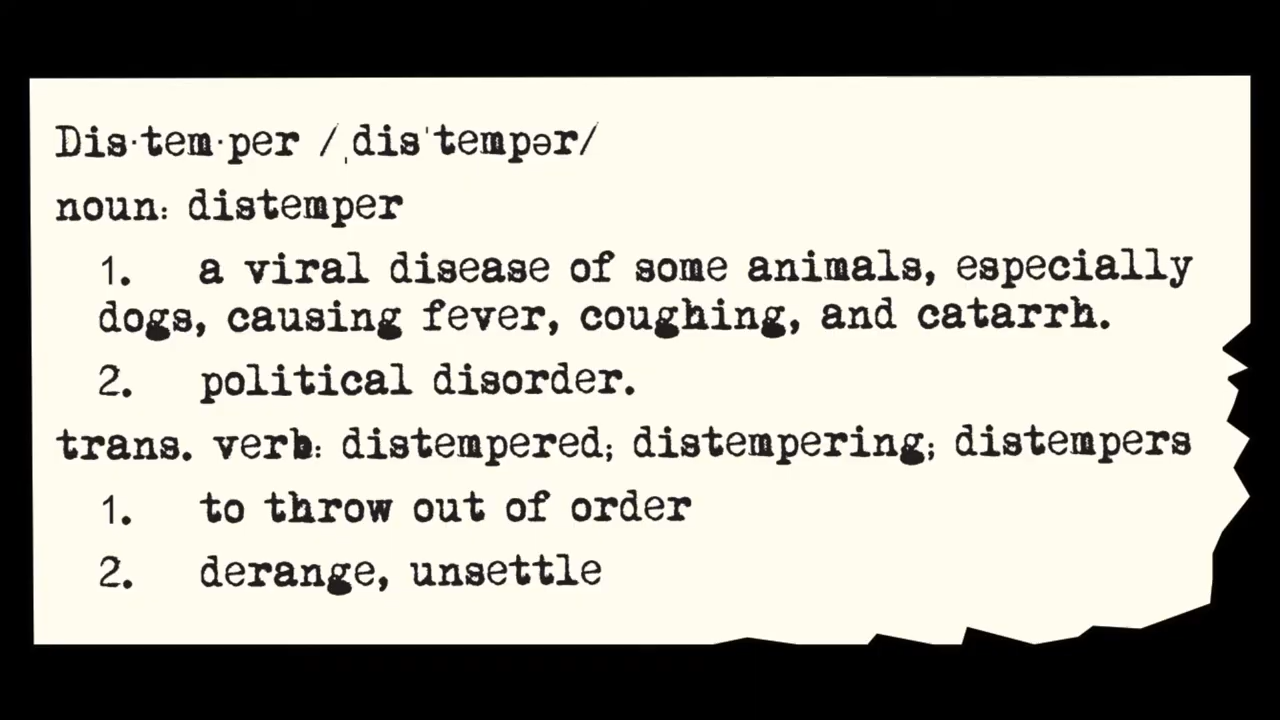 Dis·tem·per /ˌdisˈtempər/
noun: distemper
1. a viral disease of some animals, especially
dogs, causing fever, coughing, and catarrh.
2. political disorder.
trans. verb: distempered; distempering; distempers
1. to throw out of order
2. derange, unsettle